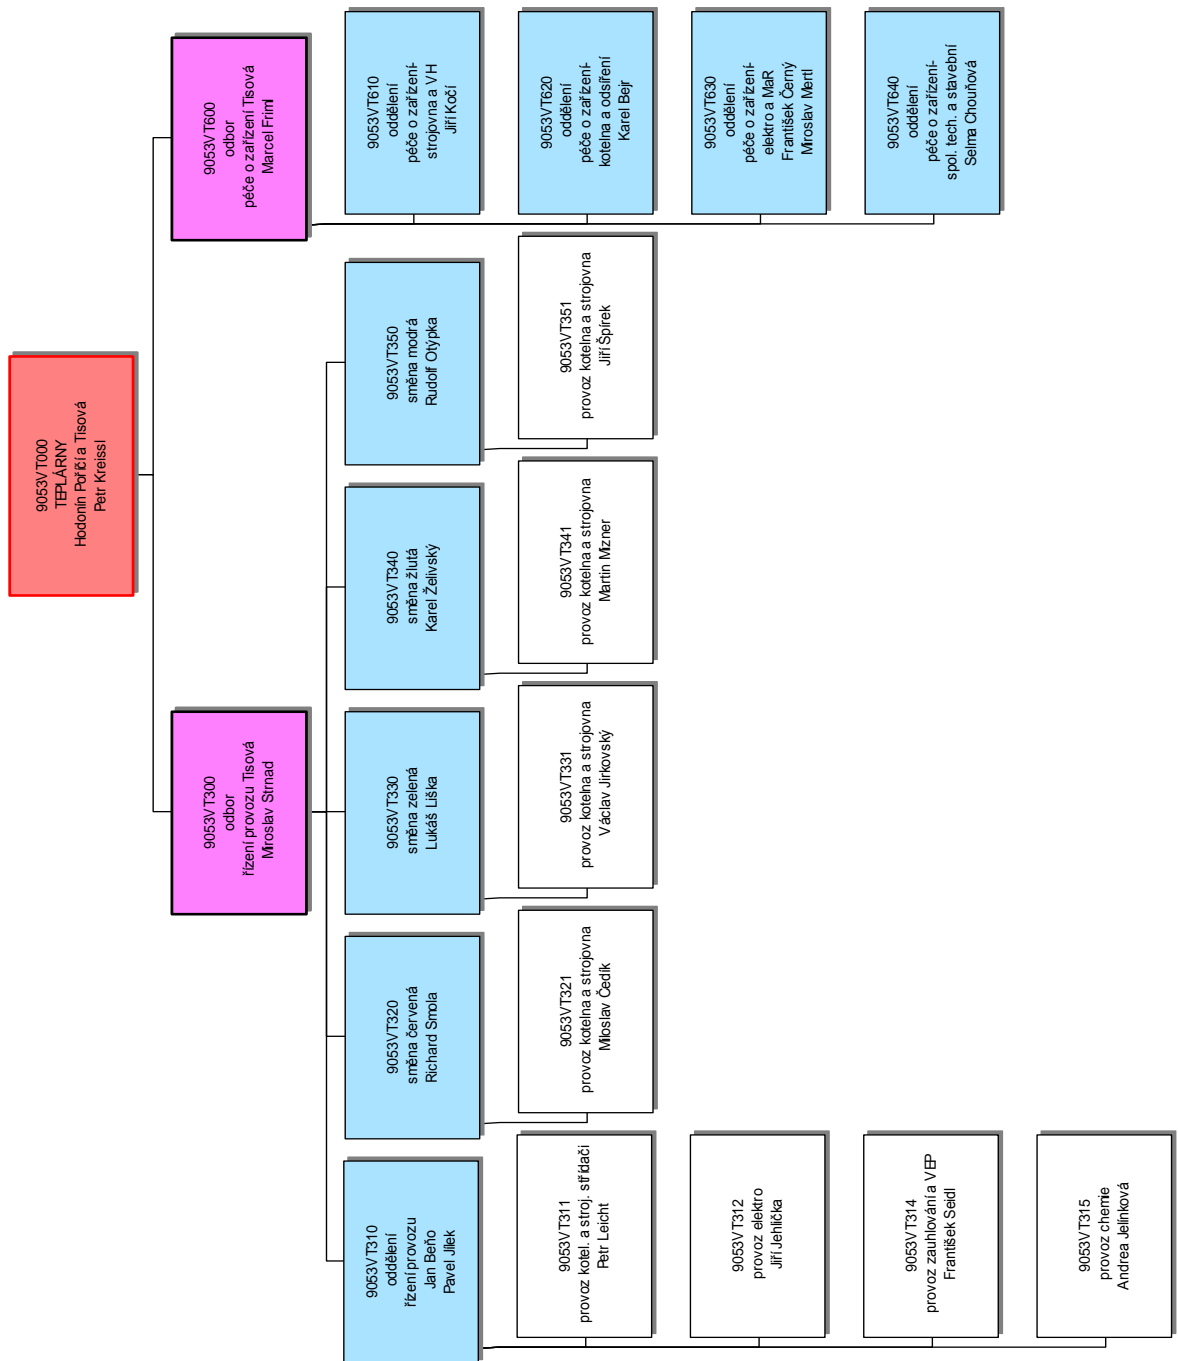 9053VT000
TEPLÁRNY
Hodonín Poříčí a Tisová
Petr Kreissl
9053VT300
odbor
řízení provozu Tisová
Miroslav Strnad
9053VT600
odbor
péče o zařízení Tisová
Marcel Friml
9053VT310
oddělení
řízení provozu
Jan Beňo
Pavel Jílek
9053VT320
směna červená
Richard Smola
9053VT330
směna zelená
Lukáš Liška
9053VT340
směna žlutá
Karel Želivský
9053VT350
směna modrá
Rudolf Otýpka
9053VT610
oddělení
péče o zařízení-
strojovna a VH
Jiří Kočí
9053VT311
provoz kotel. a stroj. střídači
Petr Leicht
9053VT321
provoz kotelna a strojovna
Miloslav Čedík
9053VT331
provoz kotelna a strojovna
Václav Jirkovský
9053VT341
provoz kotelna a strojovna
Martin Mizner
9053VT351
provoz kotelna a strojovna
Jiří Špírek
9053VT620
oddělení
péče o zařízení-
kotelna a odsíření
Karel Bejr
9053VT312
provoz elektro
Jiří Jehlička
9053VT630
oddělení
péče o zařízení-
elektro a MaR
František Černý
Miroslav Mertl
9053VT314
provoz zauhlování a VEP
František Seidl
9053VT640
oddělení
péče o zařízení-
spol. tech. a stavební
Selma Chouňová
9053VT315
provoz chemie
Andrea Jelínková